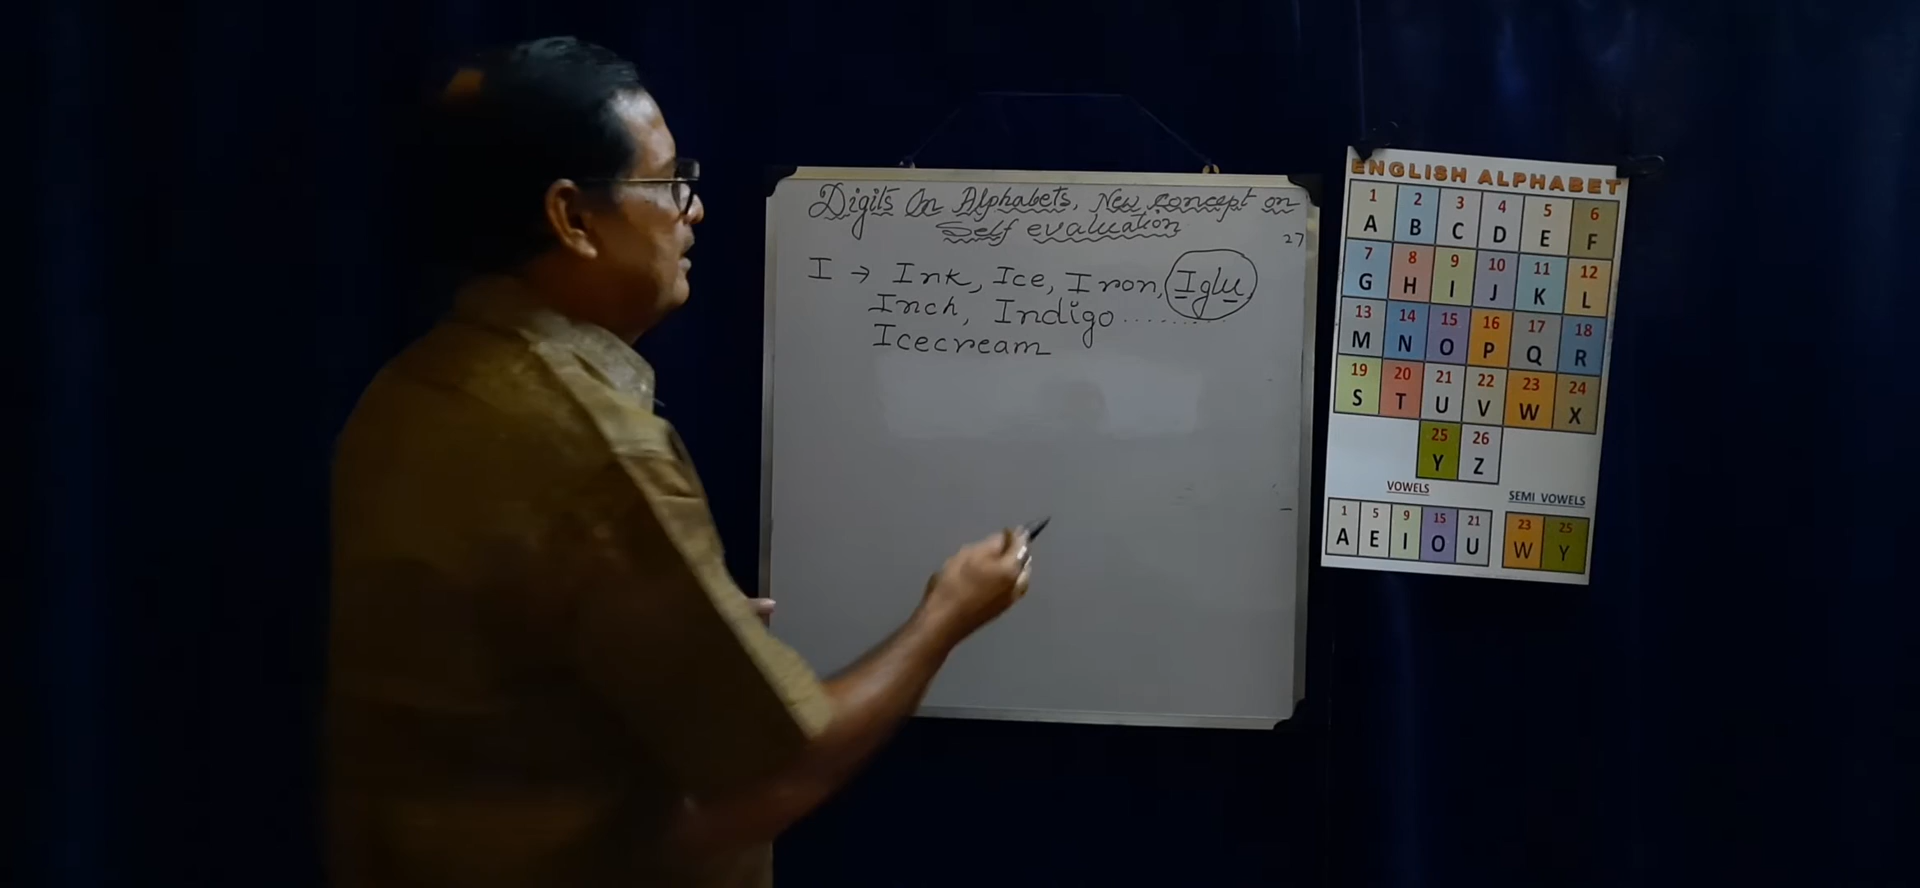 Digits On Alphabets, New concept on
Self evaluation
27
I → Ink, Ice, Iron, Iglu,
Inch, Indigo..........
Icecream
ENGLISH ALPHABET
1 2 3 4 5 6
A B C D E F
7 8 9 10 11 12
G H I J K L
13 14 15 16 17 18
M N O P Q R
19 20 21 22 23 24
S T U V W X
25 26
Y Z
VOWELS
1 5 9 15 21
A E I O U
SEMI VOWELS
23 25
W Y